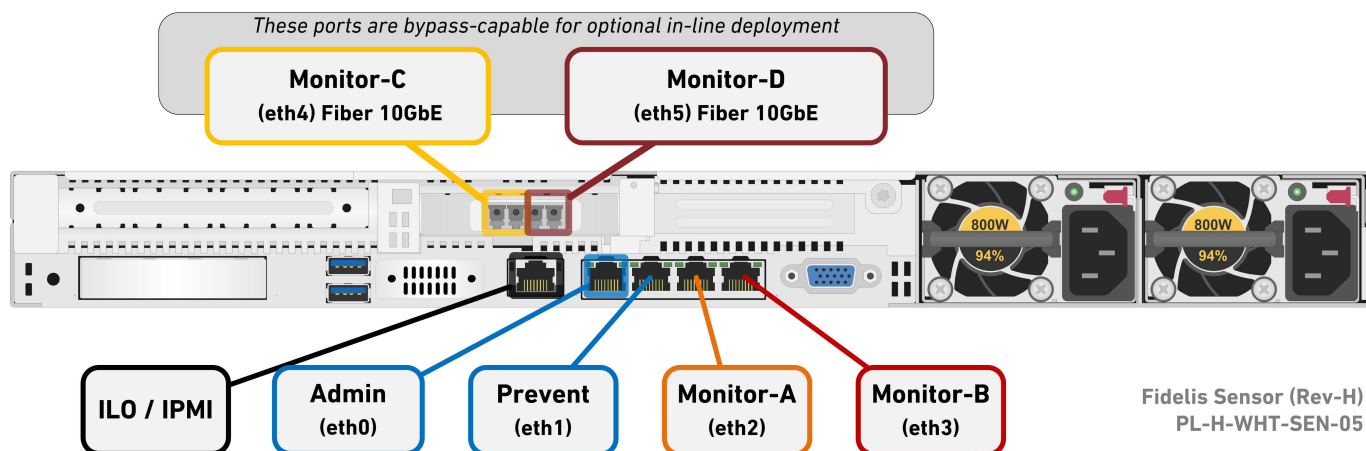 These ports are bypass-capable for optional in-line deployment
Monitor-C
(eth4) Fiber 10GbE
Monitor-D
(eth5) Fiber 10GbE
800W
94%
800W
94%
ILO / IPMI
Admin
(eth0)
Prevent
(eth1)
Monitor-A
(eth2)
Monitor-B
(eth3)
Fidelis Sensor (Rev-H)
PL-H-WHT-SEN-05